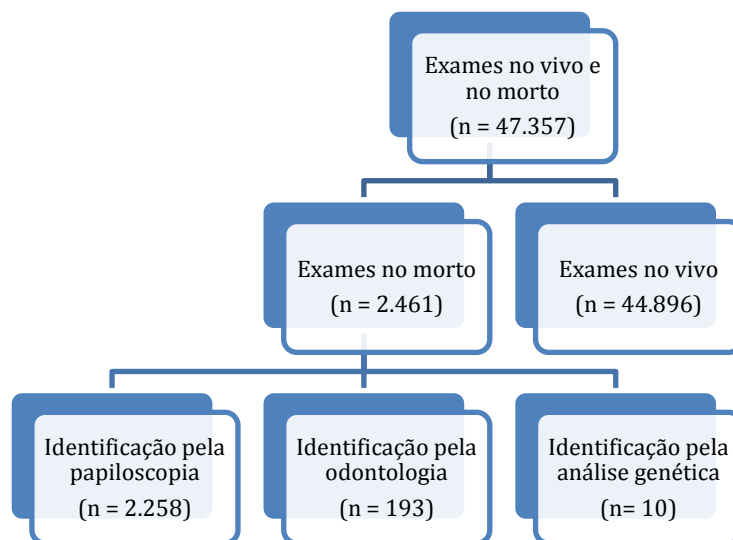 Exames no vivo e
no morto
(n = 47.357)
Exames no morto
(n = 2.461)
Exames no vivo
(n = 44.896)
Identificação pela
papiloscopia
(n = 2.258)
Identificação pela
odontologia
(n = 193)
Identificação pela
análise genética
(n= 10)